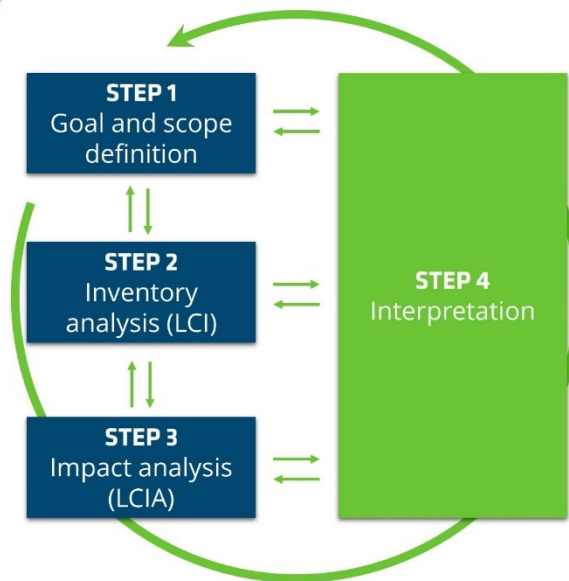 STEP 1
Goal and scope
definition
STEP 2
Inventory
analysis (LCI)
STEP 3
Impact analysis
(LCIA)
STEP 4
Interpretation